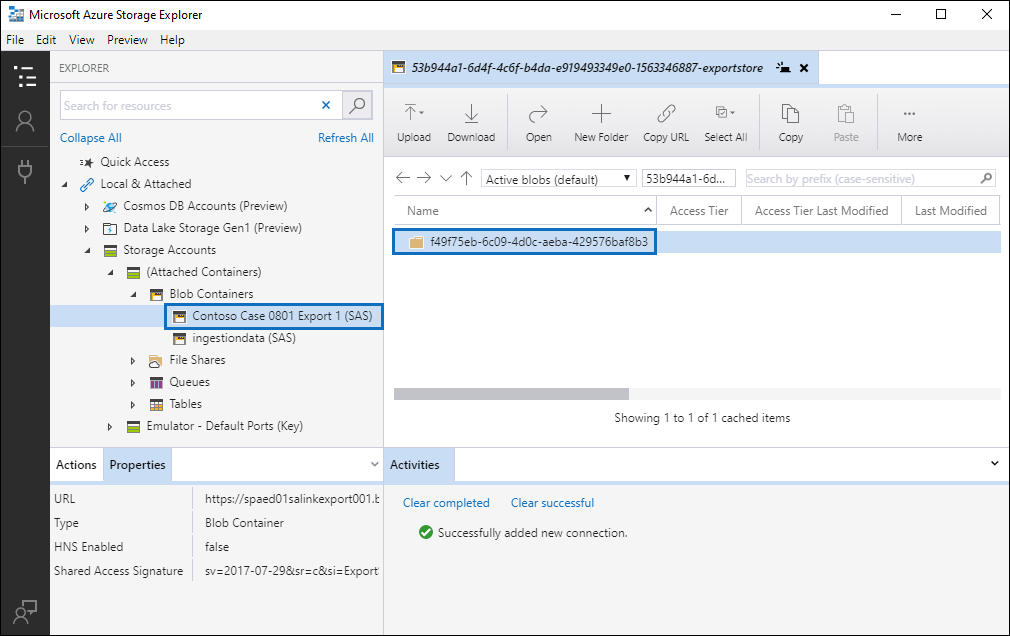 Microsoft Azure Storage Explorer
File Edit View Preview Help
EXPLORER
Search for resources
Collapse All Refresh All
Quick Access
Local & Attached
Cosmos DB Accounts (Preview)
Data Lake Storage Gen1 (Preview)
Storage Accounts
(Attached Containers)
Blob Containers
Contoso Case 0801 Export 1 (SAS)
ingestiondata (SAS)
File Shares
Queues
Tables
Emulator - Default Ports (Key)
Actions Properties
URL https://spaed01salinkexport001.b
Type Blob Container
HNS Enabled false
Shared Access Signature sv=2017-07-29&sr=c&si=Export
53b944a1-6d4f-4c6f-b4da-e919493349e0-1563346887-exportstore
Upload Download Open New Folder Copy URL Select All Copy Paste More
Active blobs (default) 53b944a1-6d... Search by prefix (case-sensitive)
Name Access Tier Access Tier Last Modified Last Modified
f49f75eb-6c09-4d0c-aeba-429576baf8b3
Showing 1 to 1 of 1 cached items
Activities
Clear completed Clear successful
Successfully added new connection.